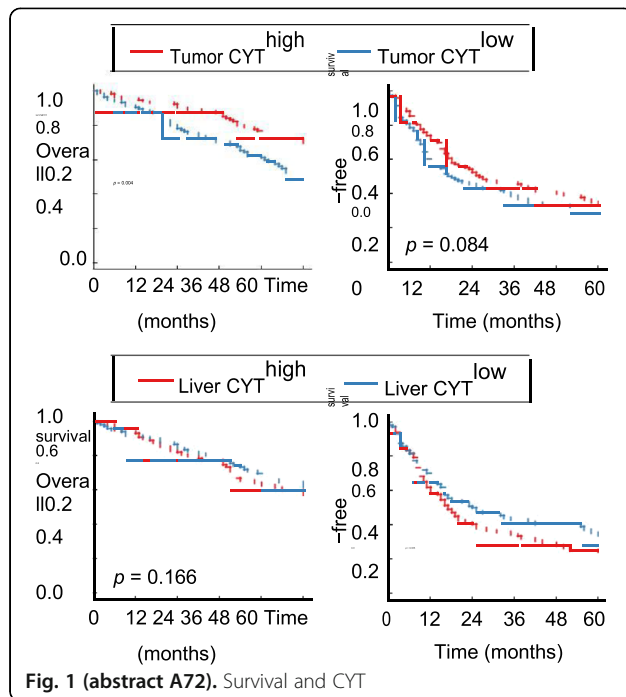 Tumor CYT high Tumor CYT low
surviv
al
1.0
0.8
Overa
ll0.2
0.4
0.0
p = 0.004
0 12 24 36 48 60 Time
(months)
1.0
0.8
0.6
-free
0.4
0.0
0.2
p = 0.084
0 12 24 36 48 60
Time (months)
Liver CYT high Liver CYT low
survi
val
1.0
survival
0.6
Overa
ll0.2
0.4
0.0
p = 0.166
0 12 24 36 48 60 Time
(months)
1.0
0.8
0.6
-free
0.4
0.2
0 12 24 36 48 60
Time (months)
Fig. 1 (abstract A72). Survival and CYT